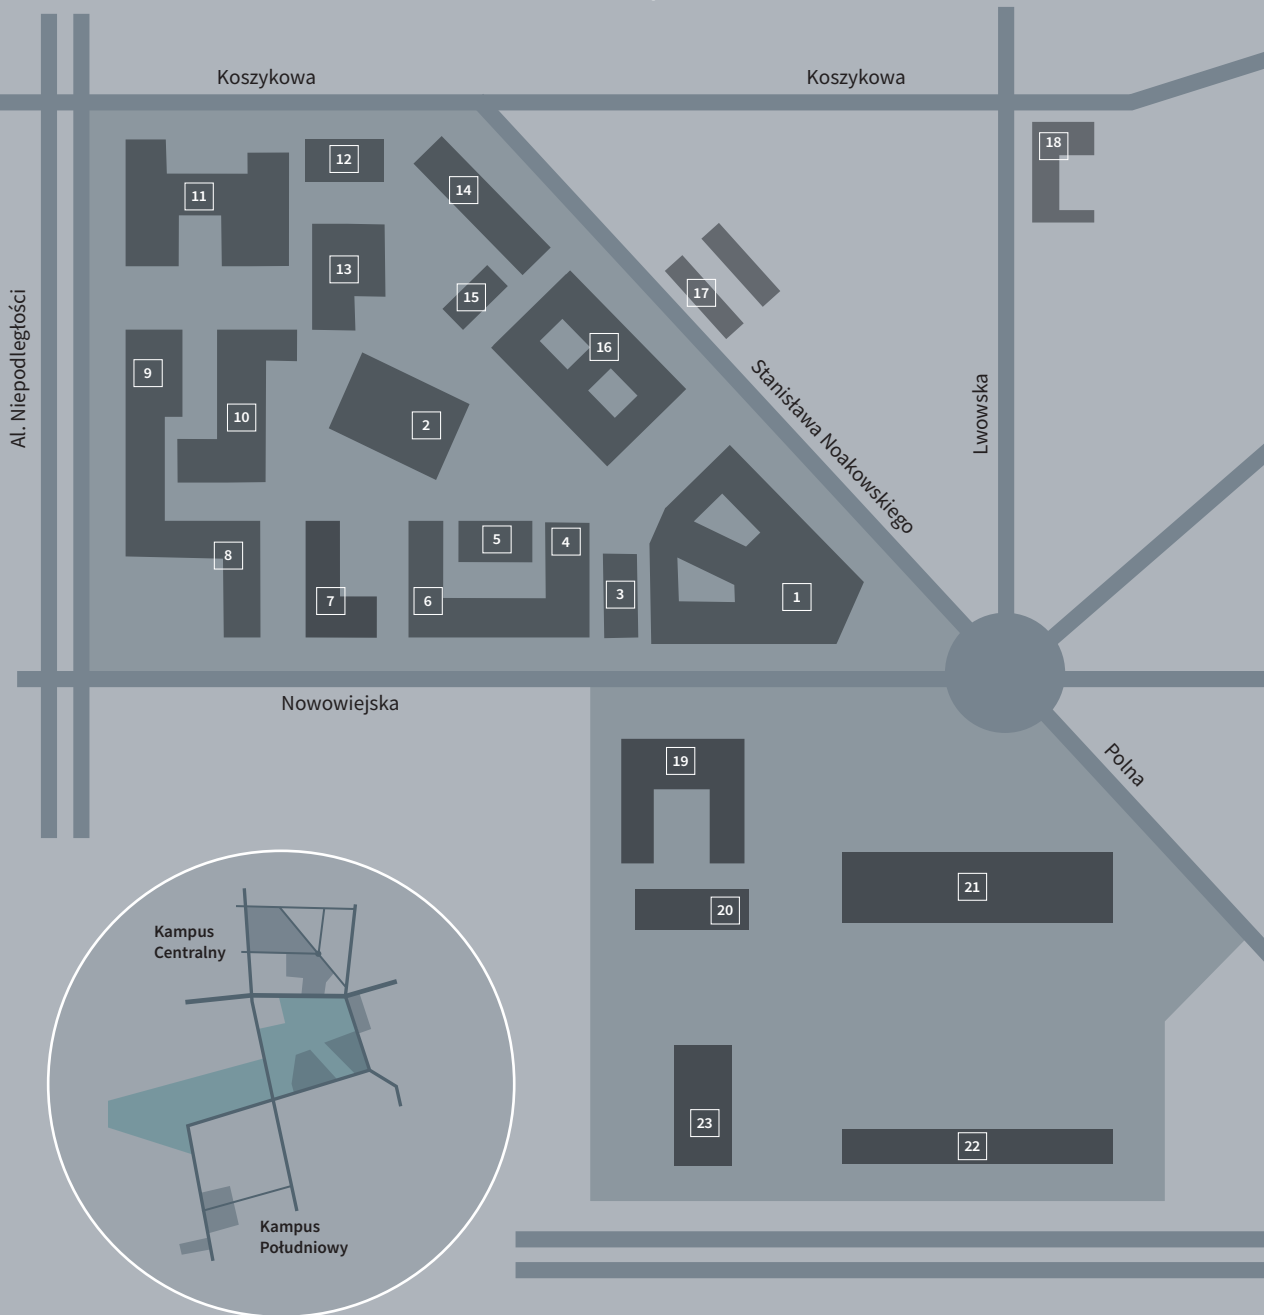 Koszykowa
Koszykowa
18
12
14
11
13
15
17
16
Al. Niepodległości
9
10
2
Stanisława Noakowskiego
Lwowska
5
4
8
7
6
3
1
Nowowiejska
19
Polna
21
20
Kampus
Centralny
23
22
Kampus
Południowy